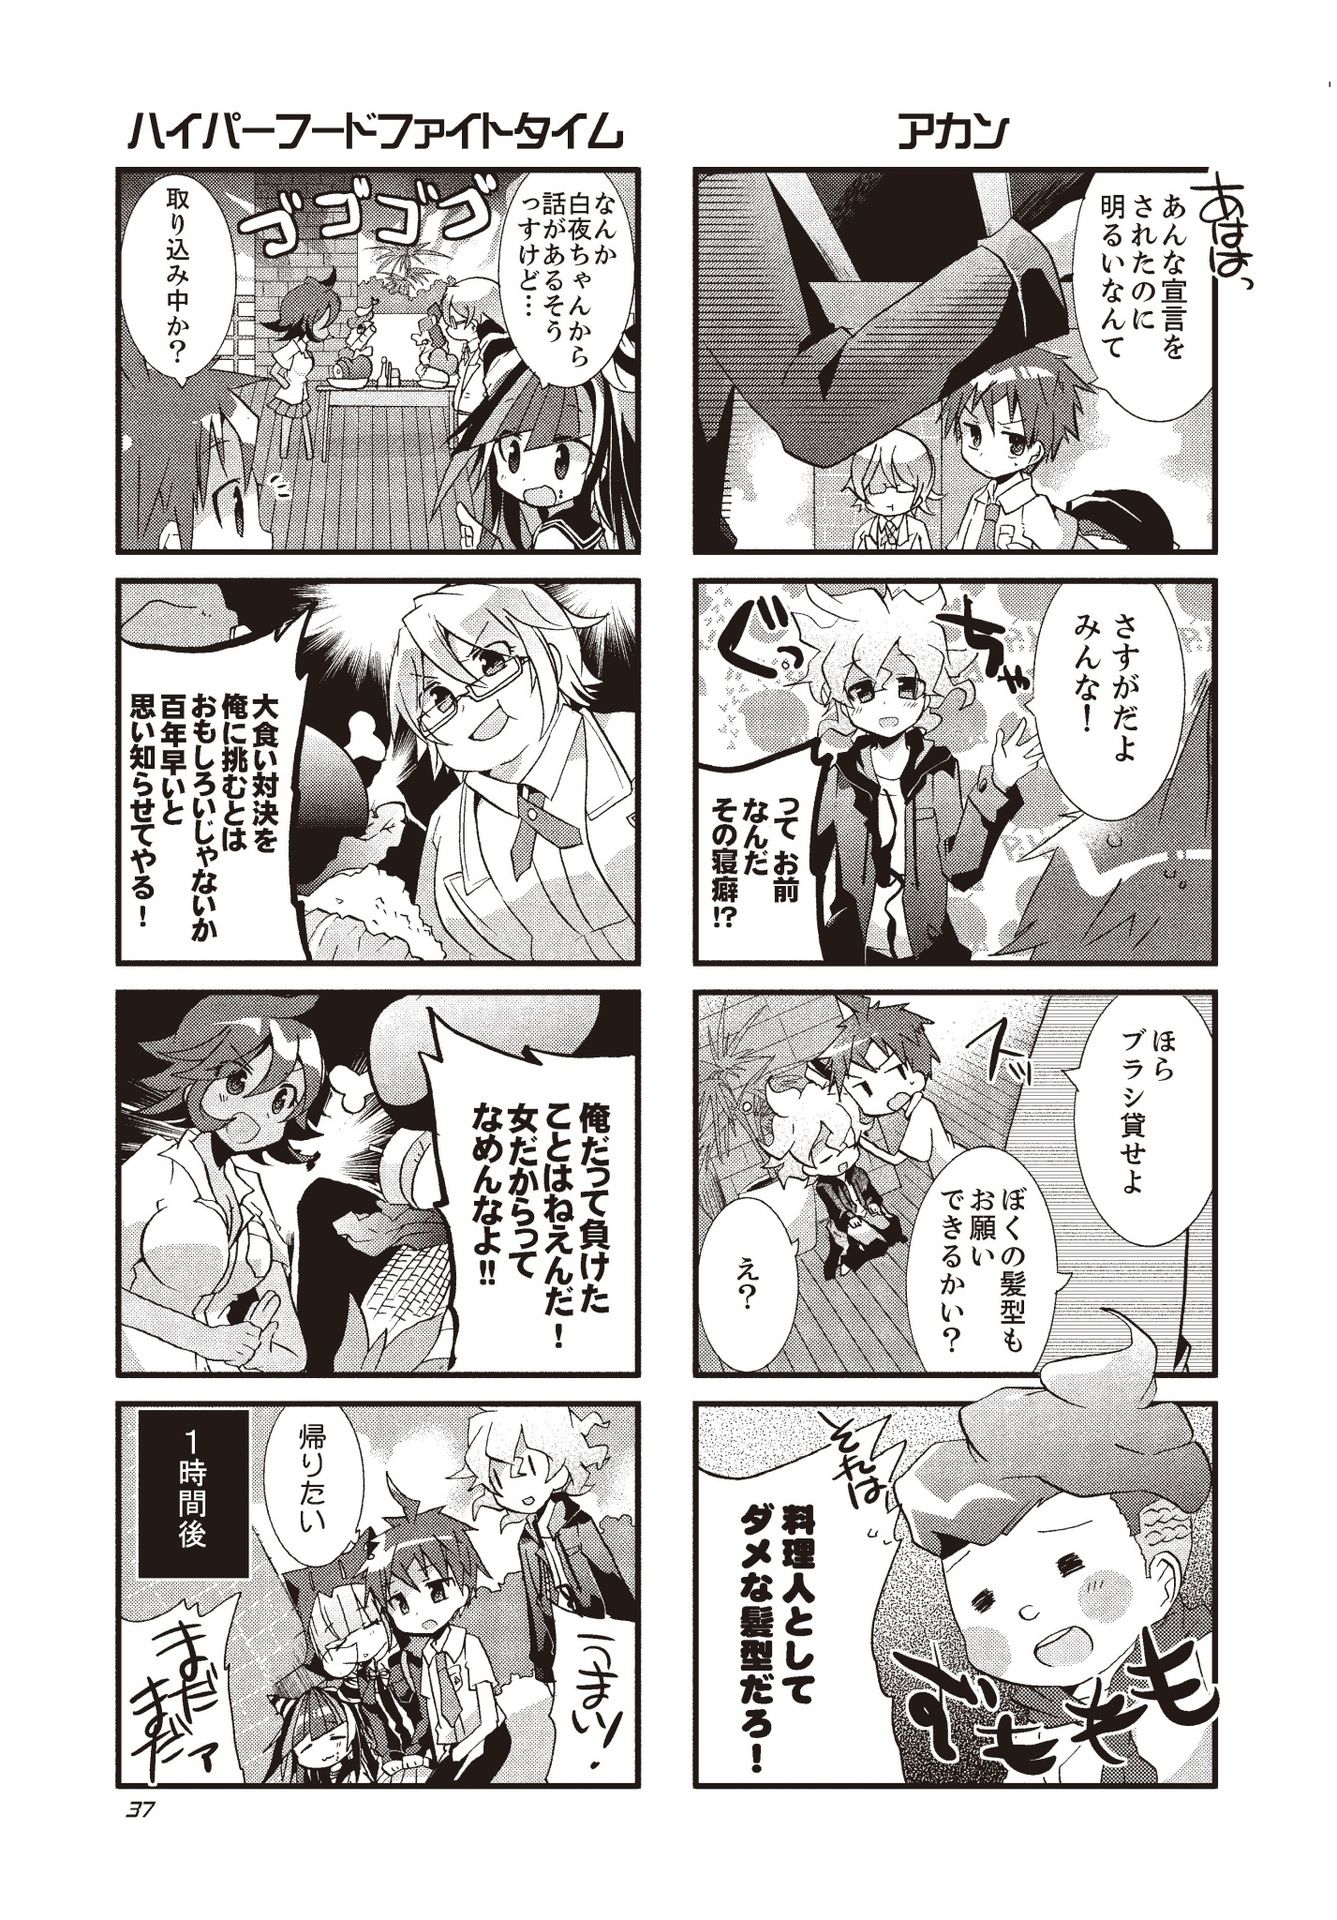 アカン
あはは、
あんな宣言を
されたのに
明るいなんて
さすがだよ
みんな！
ちゃ
ぐっ
って お前
なんだ
その寝癖!?
ほら
ブラシ貸せよ
トッ
ぼくの髪型も
お願い
できるかい？
え？
それは
料理人として
ダメな髪型だろ！
もももず
ハイパーフードファイトタイム
なんか
白夜ちゃんから
話があるそう
っすけど…
ゴゴゴゴ
取り込み中か？
大食い対決を
俺に挑むとは
おもしろいじゃないか
百年早いと
思い知らせてやる！
俺だって負けた
ことはねえんだ！
女だからって
なめんなよ!!
1時間後
帰りたい
うまい！
まだ
まだァ
37